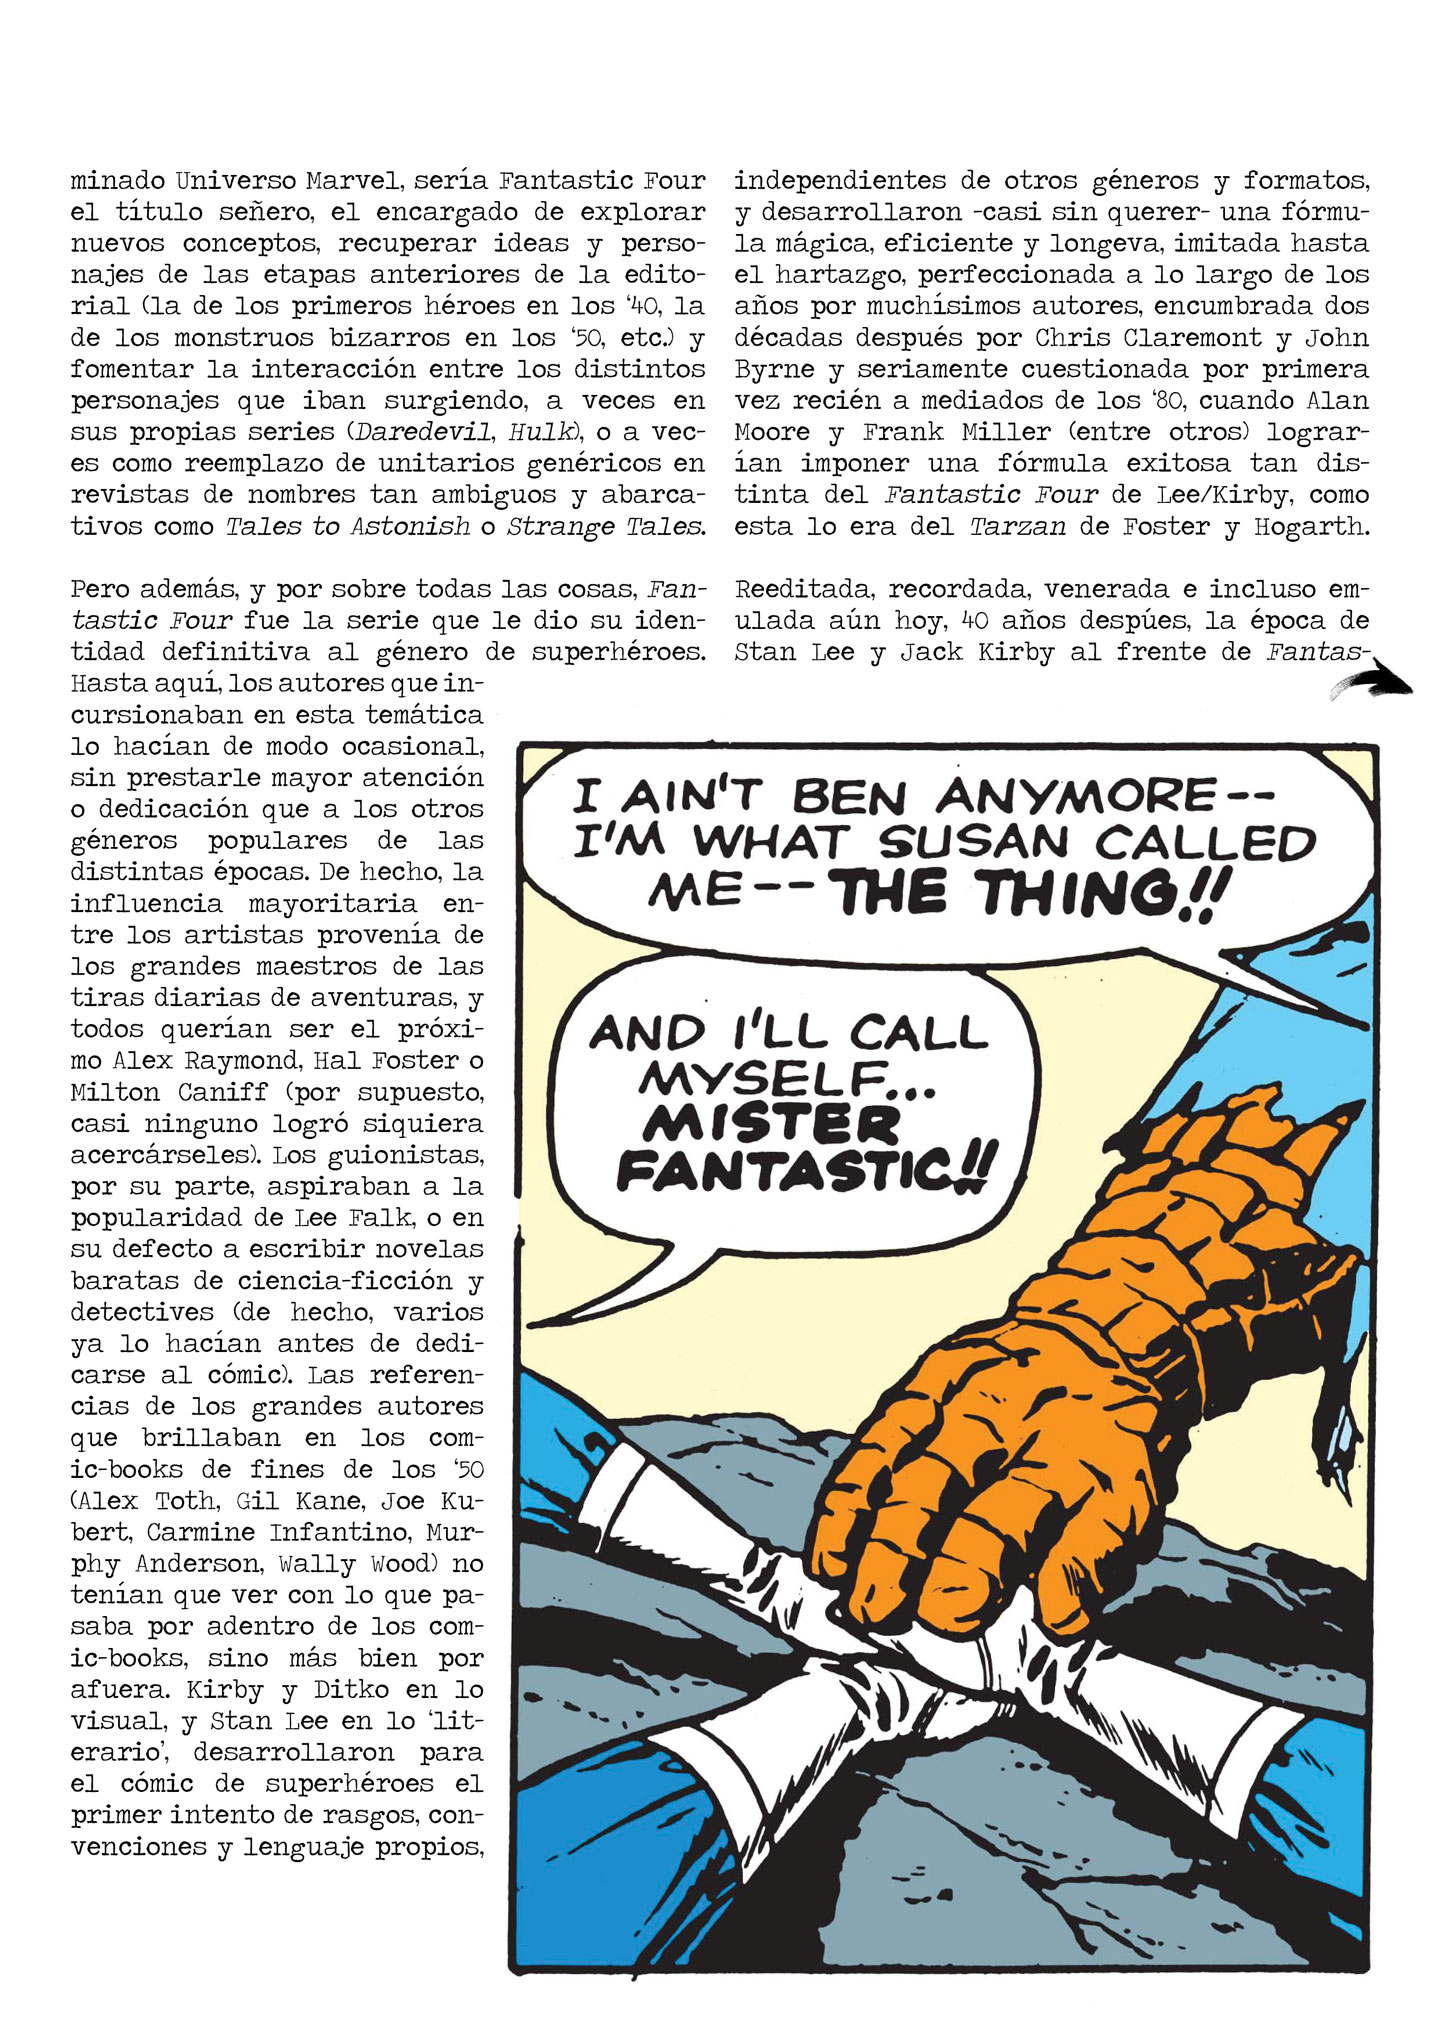 minado Universo Marvel, sería Fantastic Four
el título señero, el encargado de explorar
nuevos conceptos, recuperar ideas y perso-
najes de las etapas anteriores de la edito-
rial (la de los primeros héroes en los ‘40, la
de los monstruos bizarros en los ‘50, etc.) y
fomentar la interacción entre los distintos
personajes que iban surgiendo, a veces en
sus propias series (Daredevil, Hulk), o a vec-
es como reemplazo de unitarios genéricos en
revistas de nombres tan ambiguos y abarca-
tivos como Tales to Astonish o Strange Tales.
Pero además, y por sobre todas las cosas, Fan-
tastic Four fue la serie que le dio su iden-
tidad definitiva al género de superhéroes.
Hasta aquí, los autores que in-
cursionaban en esta temática
lo hacían de modo ocasional,
sin prestarle mayor atención
o dedicación que a los otros
géneros populares de las
distintas épocas. De hecho, la
influencia mayoritaria en-
tre los artistas provenía de
los grandes maestros de las
tiras diarias de aventuras, y
todos querían ser el próxi-
mo Alex Raymond, Hal Foster o
Milton Caniff (por supuesto,
casi ninguno logró siquiera
acercárseles). Los guionistas,
por su parte, aspiraban a la
popularidad de Lee Falk, o en
su defecto a escribir novelas
baratas de ciencia-ficción y
detectives (de hecho, varios
ya lo hacían antes de dedi-
carse al cómic). Las referen-
cias de los grandes autores
que brillaban en los com-
ic-books de fines de los ‘50
(Alex Toth, Gil Kane, Joe Ku-
bert, Carmine Infantino, Mur-
phy Anderson, Wally Wood) no
tenían que ver con lo que pa-
saba por adentro de los com-
ic-books, sino más bien por
afuera. Kirby y Ditko en lo
visual, y Stan Lee en lo ‘lit-
erario’, desarrollaron para
el cómic de superhéroes el
primer intento de rasgos, con-
venciones y lenguaje propios,
independientes de otros géneros y formatos,
y desarrollaron -casi sin querer- una fórmu-
la mágica, eficiente y longeva, imitada hasta
el hartazgo, perfeccionada a lo largo de los
años por muchísimos autores, encumbrada dos
décadas después por Chris Claremont y John
Byrne y seriamente cuestionada por primera
vez recién a mediados de los ‘80, cuando Alan
Moore y Frank Miller (entre otros) lograr-
ían imponer una fórmula exitosa tan dis-
tinta del Fantastic Four de Lee/Kirby, como
esta lo era del Tarzan de Foster y Hogarth.
Reeditada, recordada, venerada e incluso em-
ulada aún hoy, 40 años despúes, la época de
Stan Lee y Jack Kirby al frente de Fantas-
I AIN'T BEN ANYMORE--
I'M WHAT SUSAN CALLED
ME--THE THING!!
AND I'LL CALL
MYSELF...
MISTER
FANTASTIC!!